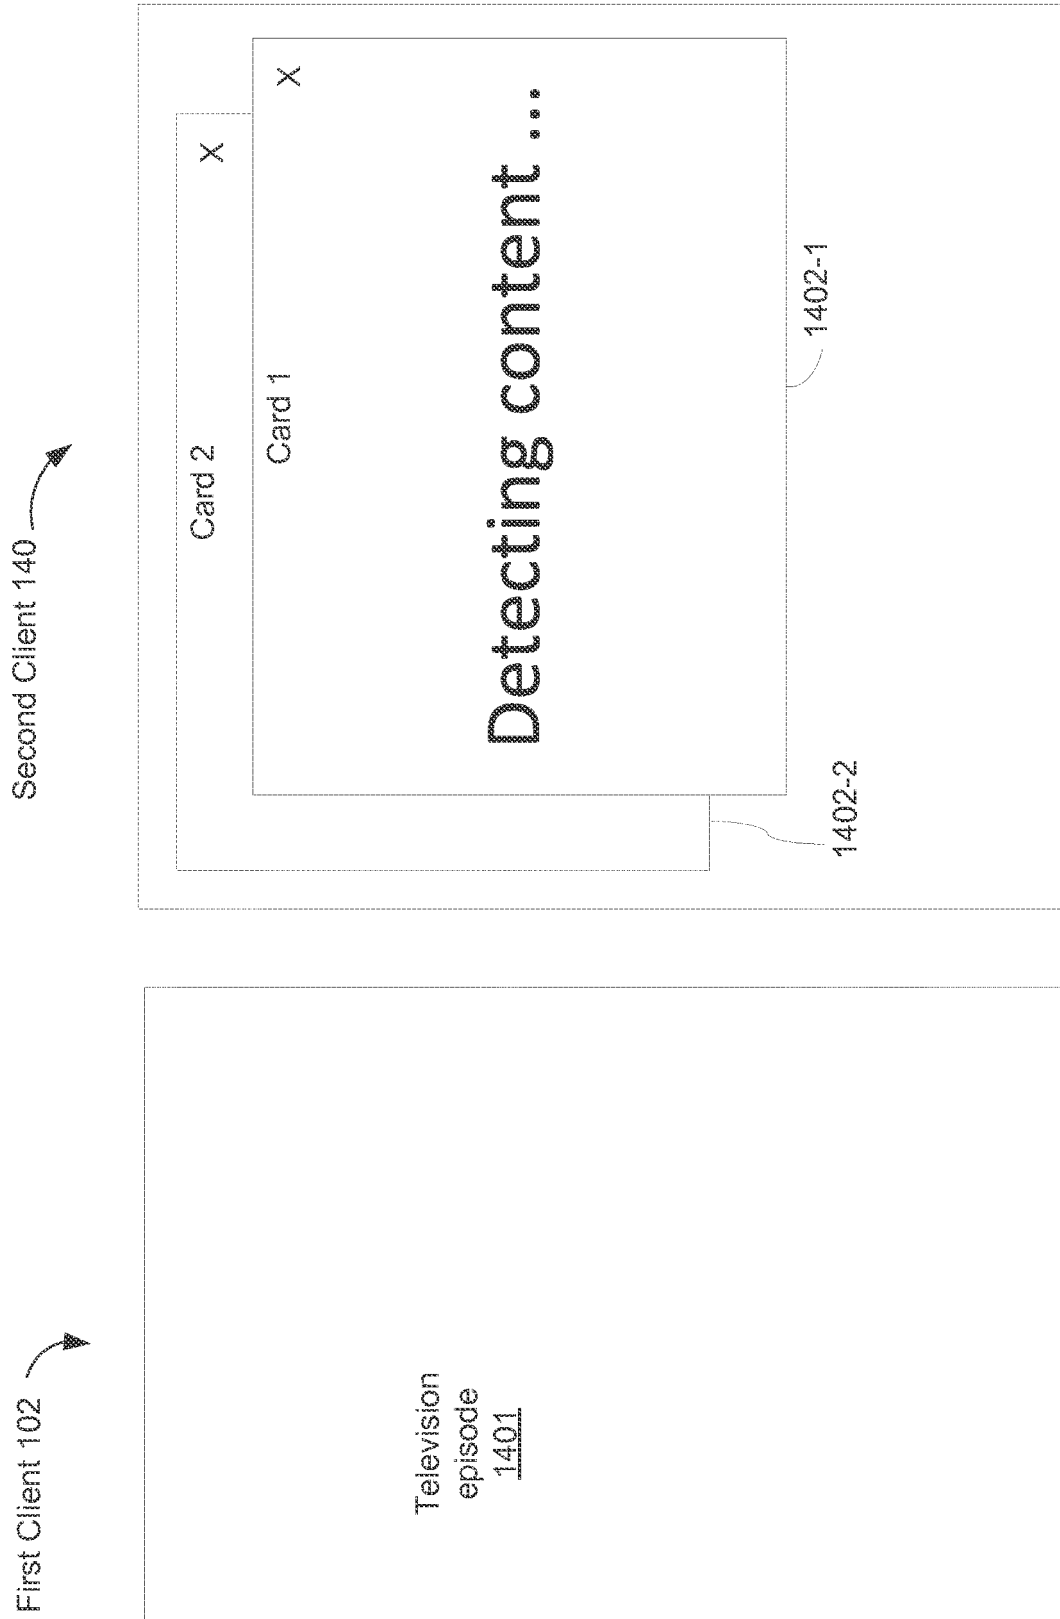 First Client 102
Television
episode
1401
Second Client 140
Card 2
X
Card 1
X
Detecting content ...
1402-1
1402-2